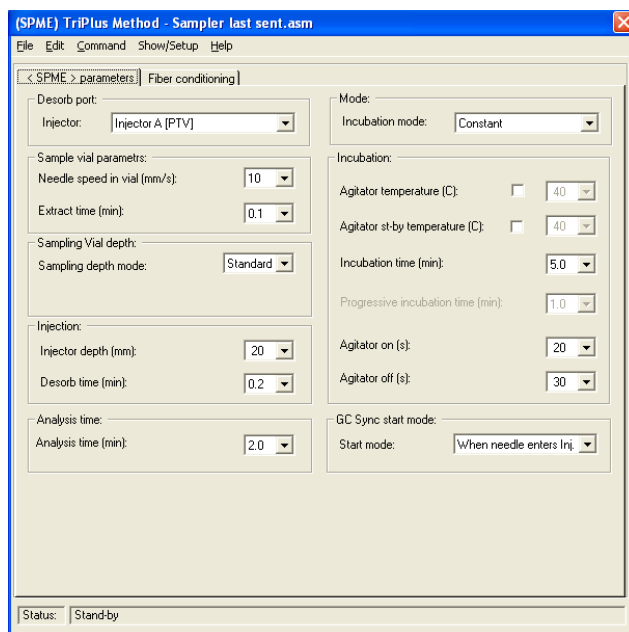 (SPME) TriPlus Method - Sampler last sent.asm
File Edit Command Show/Setup Help
< SPME > parameters Fiber conditioning
Desorb port:
Injector: Injector A [PTV]
Sample vial parametrs:
Needle speed in vial (mm/s): 10
Extract time (min): 0.1
Sampling Vial depth:
Sampling depth mode: Standard
Injection:
Injector depth (mm): 20
Desorb time (min): 0.2
Analysis time:
Analysis time (min): 2.0
Mode:
Incubation mode: Constant
Incubation:
Agitator temperature (C): 40
Agitator st-by temperature (C): 40
Incubation time (min): 5.0
Progressive incubation time (min): 1.0
Agitator on (s): 20
Agitator off (s): 30
GC Sync start mode:
Start mode: When needle enters Inj.
Status: Stand-by